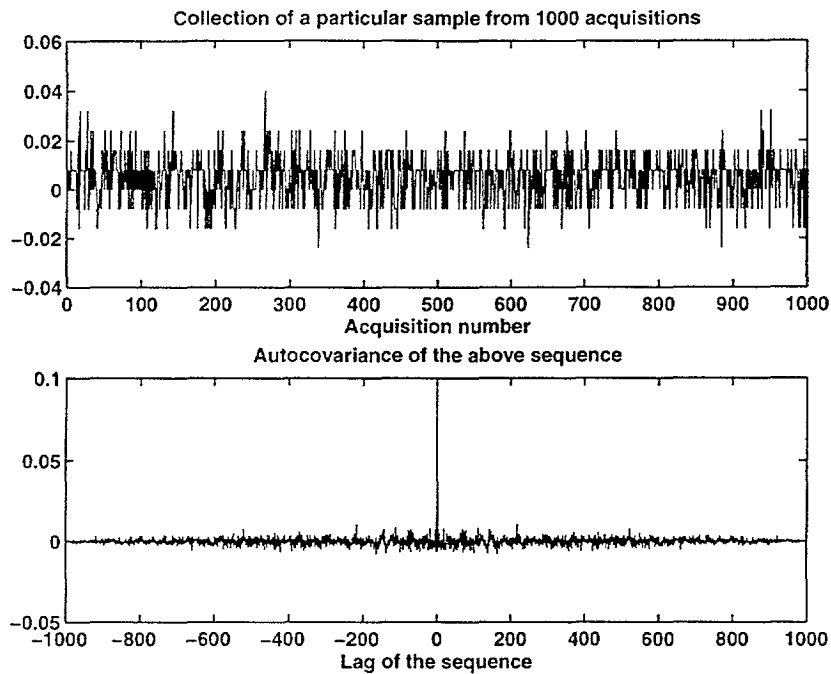 Collection of a particular sample from 1000 acquisitions
0.06
0.04
0.02
0
−0.02
−0.04
0 100 200 300 400 500 600 700 800 900 1000
Acquisition number
Autocovariance of the above sequence
0.1
0.05
0
−0.05
−1000 −800 −600 −400 −200 0 200 400 600 800 1000
Lag of the sequence